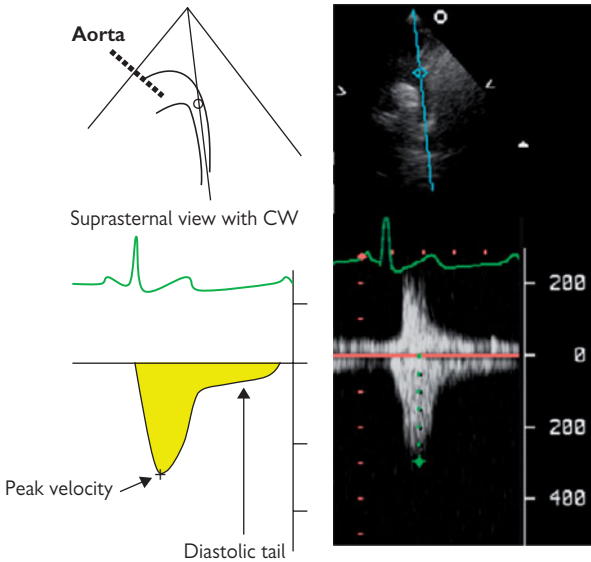 Aorta
Suprasternal view with CW
Peak velocity
Diastolic tail
200
0
200
400